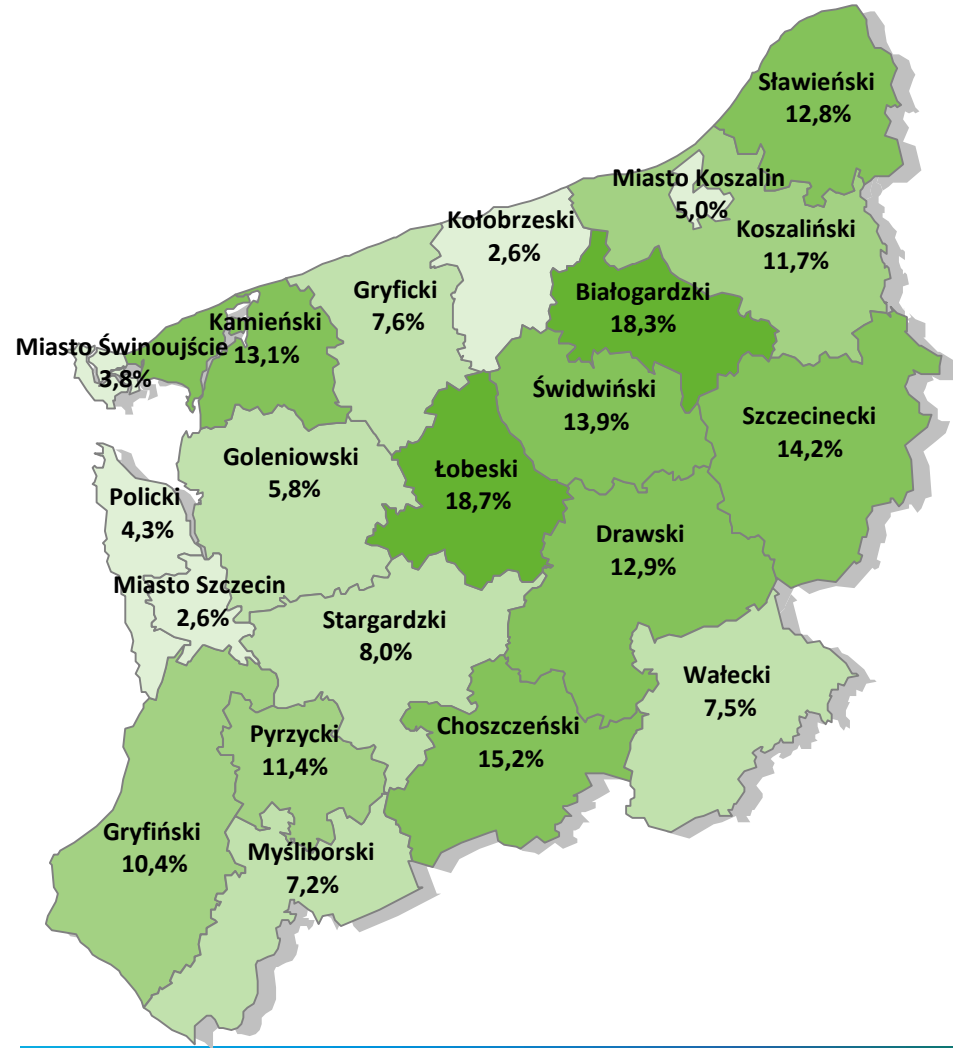 Sławieński
12,8%
Miasto Koszalin
5,0%
Kołobrzeski
2,6%
Koszaliński
11,7%
Gryficki
7,6%
Białogardzki
18,3%
Kamieński
13,1%
Miasto Świnoujście
3,8%
Świdwiński
13,9%
Szczecinecki
14,2%
Goleniowski
5,8%
Łobeski
18,7%
Policki
4,3%
Drawski
12,9%
Miasto Szczecin
2,6%
Stargardzki
8,0%
Wałecki
7,5%
Pyrzycki
11,4%
Choszczeński
15,2%
Gryfiński
10,4%
Myśliborski
7,2%